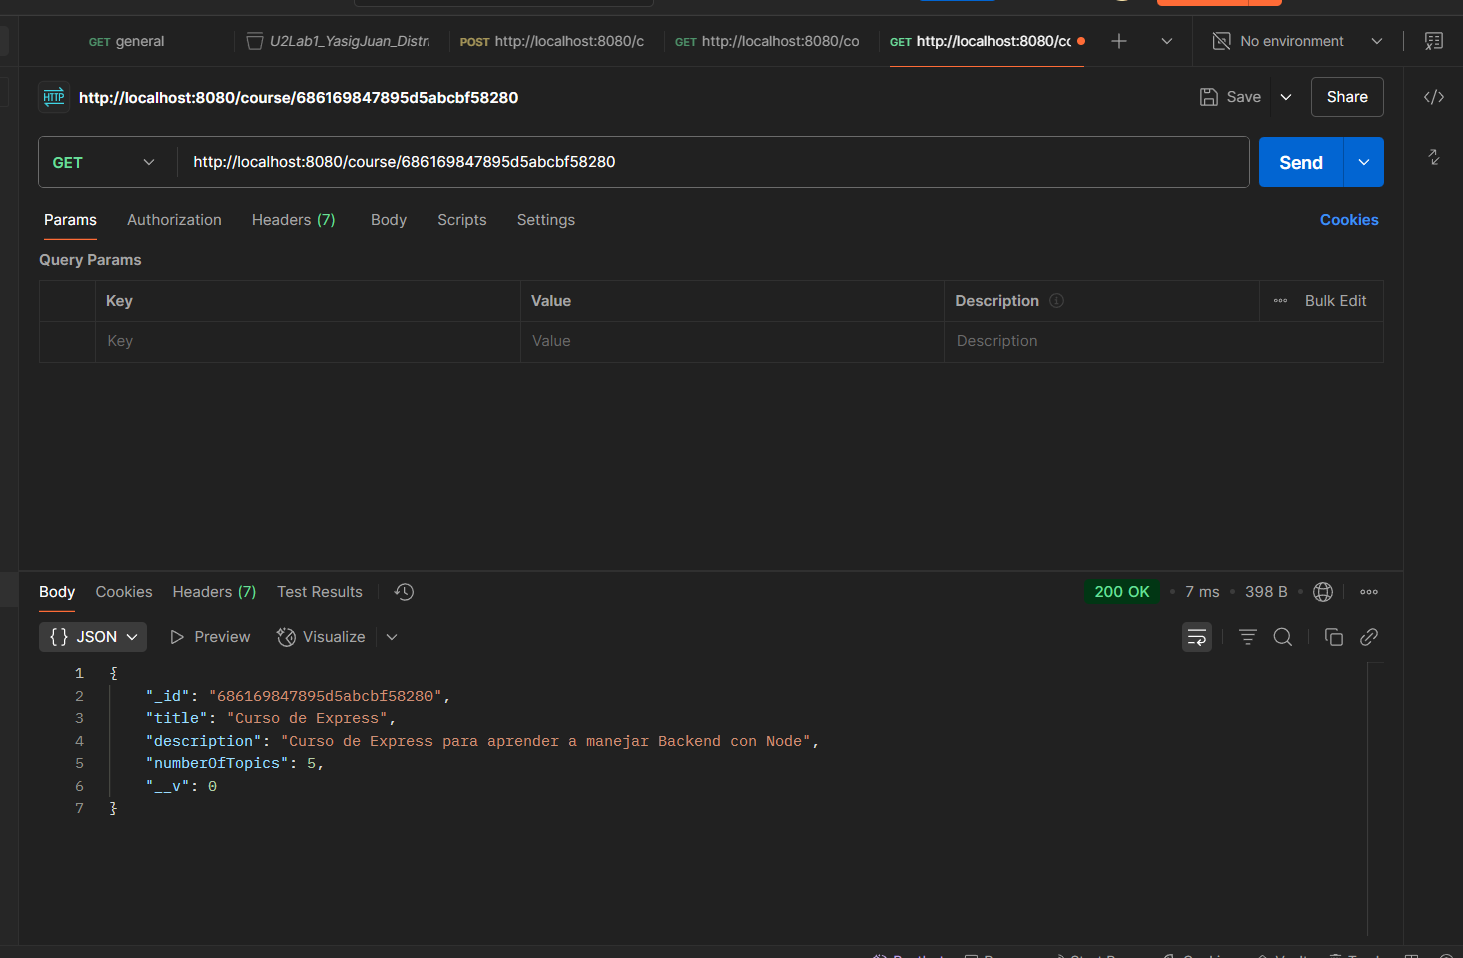 GET general
U2Lab1_YasigJuan_Distri
POST http://localhost:8080/c
GET http://localhost:8080/co
GET http://localhost:8080/cc
No environment
HTTP http://localhost:8080/course/686169847895d5abcbf58280
Save
Share
GET
http://localhost:8080/course/686169847895d5abcbf58280
Send
Params Authorization Headers (7) Body Scripts Settings
Cookies
Query Params
Key Value Description Bulk Edit
Key Value Description
Body Cookies Headers (7) Test Results
200 OK • 7 ms • 398 B
{} JSON Preview Visualize
1 {
2 "_id": "686169847895d5abcbf58280",
3 "title": "Curso de Express",
4 "description": "Curso de Express para aprender a manejar Backend con Node",
5 "numberOfTopics": 5,
6 "__v": 0
7 }